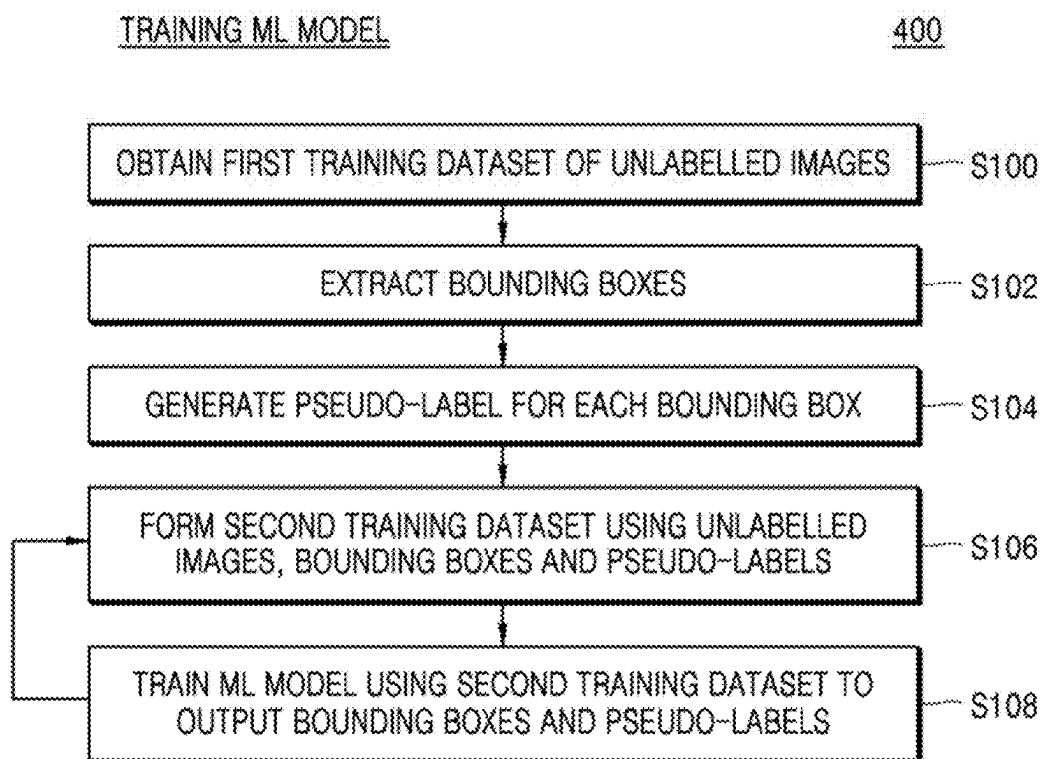 TRAINING ML MODEL 400
OBTAIN FIRST TRAINING DATASET OF UNLABELLED IMAGES S100
EXTRACT BOUNDING BOXES S102
GENERATE PSEUDO-LABEL FOR EACH BOUNDING BOX S104
FORM SECOND TRAINING DATASET USING UNLABELLED
IMAGES, BOUNDING BOXES AND PSEUDO-LABELS S106
TRAIN ML MODEL USING SECOND TRAINING DATASET TO
OUTPUT BOUNDING BOXES AND PSEUDO-LABELS S108